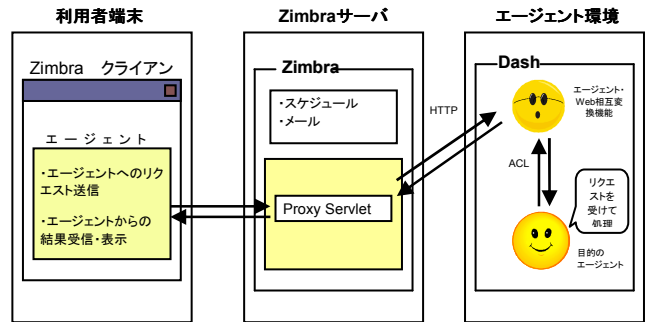 利用者端末
Zimbra クライアン
エージェント
・エージェントへのリク
エスト送信
・エージェントからの
結果受信・表示
Zimbraサーバ
Zimbra
・スケジュール
・メール
Proxy Servlet
HTTP
エージェント環境
Dash
エージェント・
Web相互変
換機能
ACL
リクエ
ストを
受けて
処理
目的の
エージェント